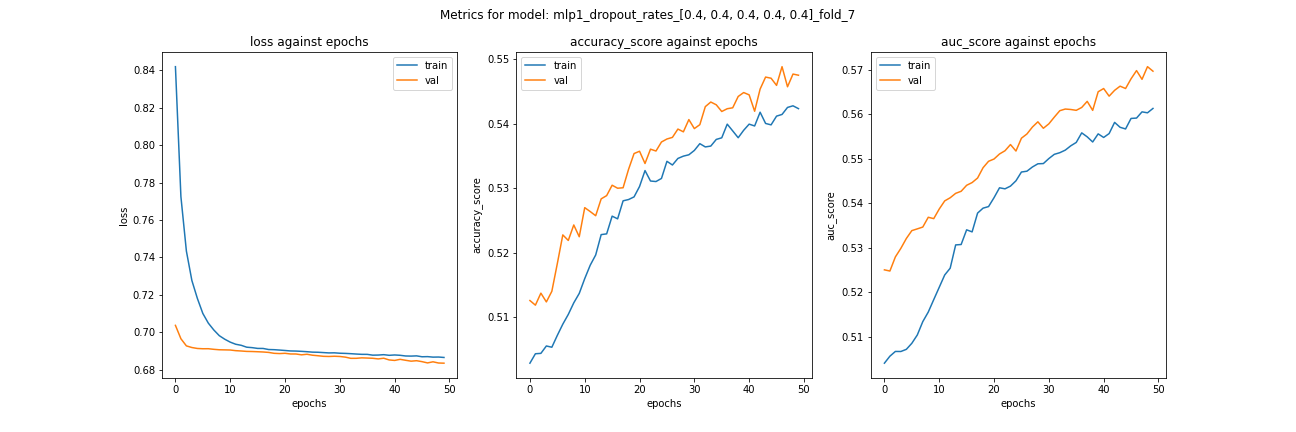 Metrics for model: mlp1_dropout_rates_[0.4, 0.4, 0.4, 0.4, 0.4]_fold_7
loss against epochs
train
val
0.84
0.82
0.80
0.78
0.76
0.74
0.72
0.70
0.68
loss
0 10 20 30 40 50
epochs
accuracy_score against epochs
train
val
0.55
0.54
0.53
0.52
0.51
accuracy_score
0 10 20 30 40 50
epochs
auc_score against epochs
train
val
0.57
0.56
0.55
0.54
0.53
0.52
0.51
auc_score
0 10 20 30 40 50
epochs